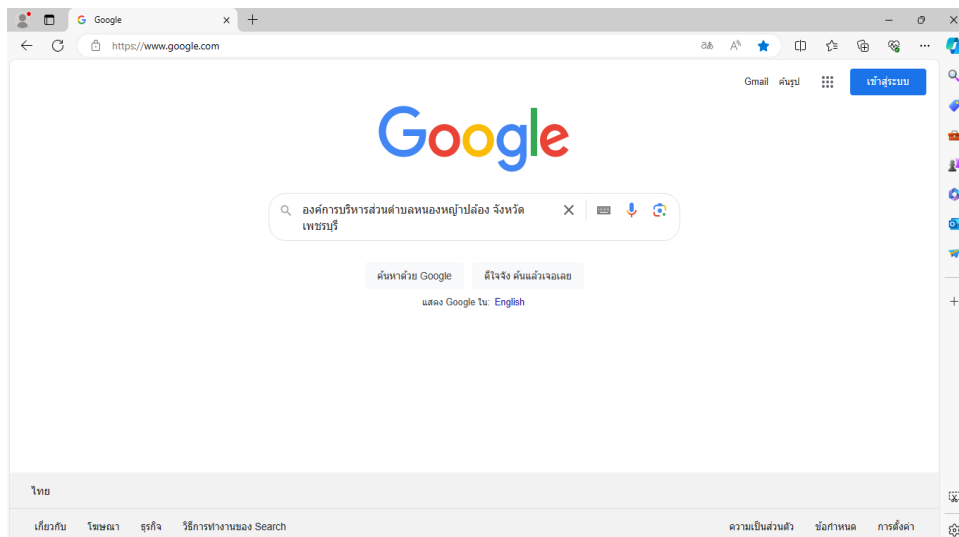 Google
https://www.google.com
Gmail ค้นรูป
เข้าสู่ระบบ
Google
องค์การบริหารส่วนตำบลหนองหญ้าปล้อง จังหวัด
เพชรบุรี
ค้นหาด้วย Google ดีใจจัง ค้นแล้วเจอเลย
แสดง Google ใน: English
ไทย
เกี่ยวกับ โฆษณา ธุรกิจ วิธีการทำงานของ Search ความเป็นส่วนตัว ข้อกำหนด การตั้งค่า